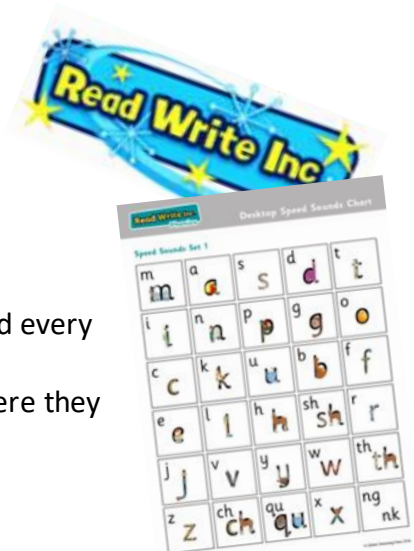 Read Write Inc
Read Write Inc.
Phonics
Desktop Speed Sounds Chart
Speed Sounds Set 1
m a s d t
m a s d t
i n p g o
i n p g o
d every
c k u b f
c k u b f
ere they
e l h sh r
e l h sh r
j v y w th
j v y w th
z ch qu x ng
z ch qu x nk